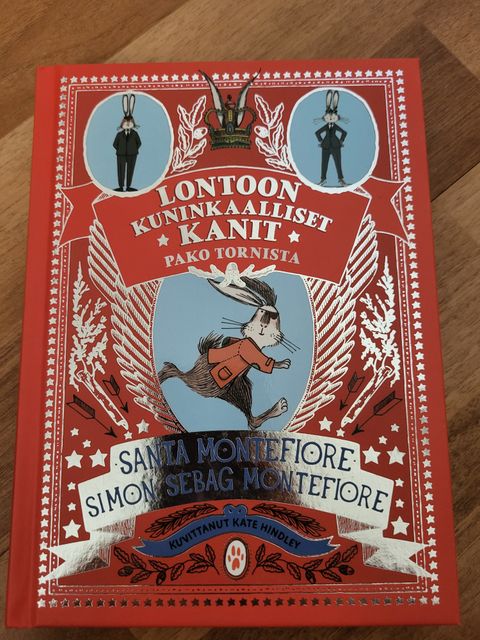 LONTOON
KUNINKAALLISET
KANIT
PAKO TORNISTA
SANTA MONTEFIORE
SIMON SEBAG MONTEFIORE
KUVITTANUT KATE HINDLEY